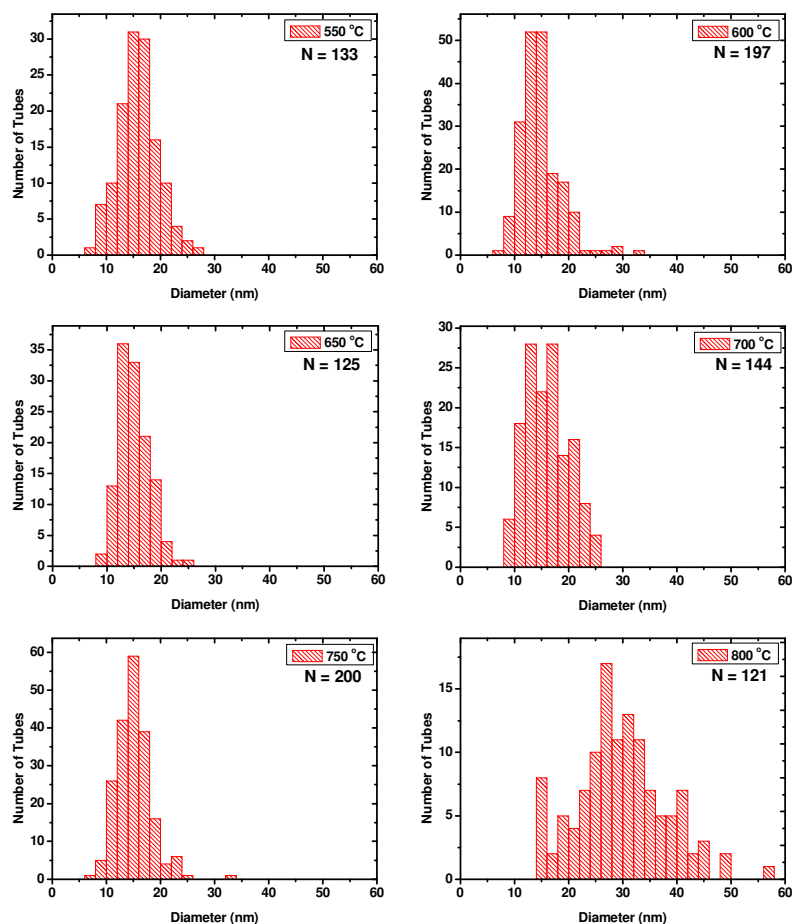 550 °C
N = 133
30
25
20
15
10
5
0
0 10 20 30 40 50 60
Number of Tubes
Diameter (nm)
600 °C
N = 197
50
40
30
20
10
0
0 10 20 30 40 50 60
Number of Tubes
Diameter (nm)
650 °C
N = 125
35
30
25
20
15
10
5
0
0 10 20 30 40 50 60
Number of Tubes
Diameter (nm)
700 °C
N = 144
30
25
20
15
10
5
0
0 10 20 30 40 50 60
Number of Tubes
Diameter (nm)
750 °C
N = 200
60
50
40
30
20
10
0
0 10 20 30 40 50 60
Number of Tubes
Diameter (nm)
800 °C
N = 121
15
10
5
0
0 10 20 30 40 50 60
Number of Tubes
Diameter (nm)